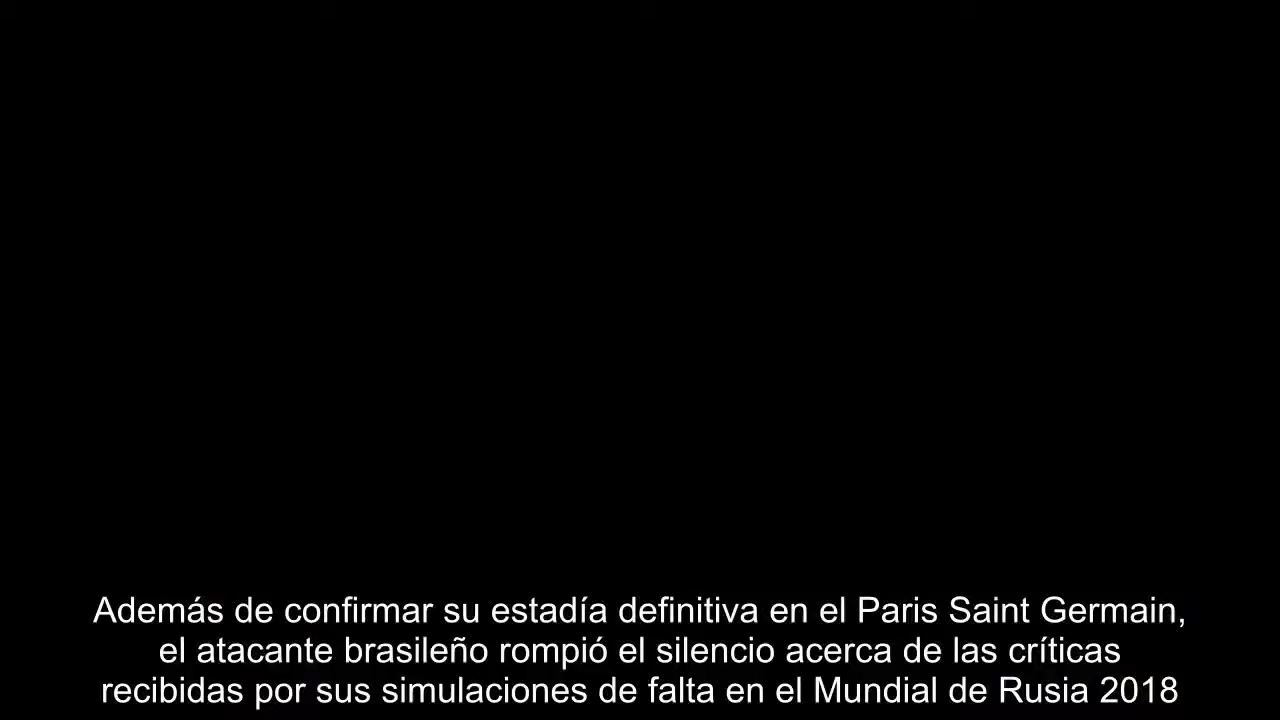 Además de confirmar su estadía definitiva en el Paris Saint Germain,
el atacante brasileño rompió el silencio acerca de las críticas
recibidas por sus simulaciones de falta en el Mundial de Rusia 2018